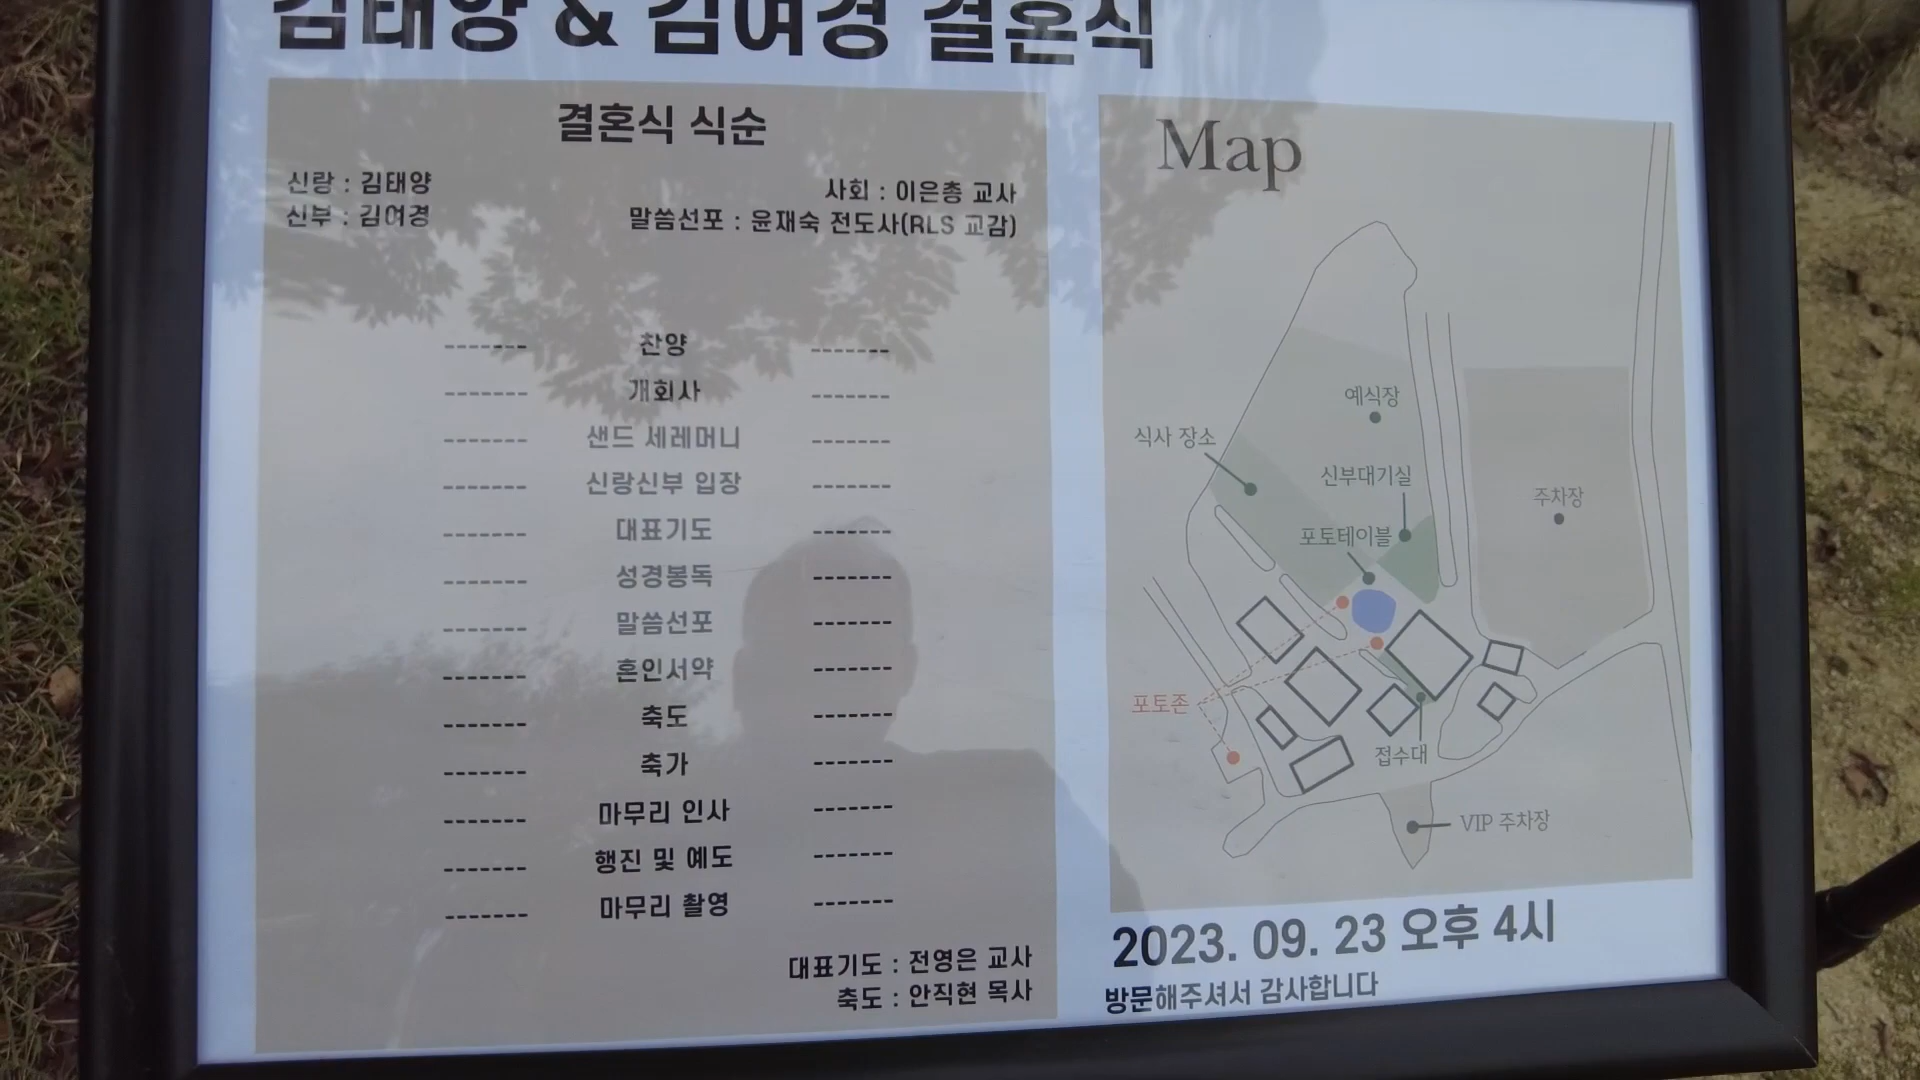 김태양 & 김여경 결혼식
결혼식 식순
신랑 : 김태양
신부 : 김여경
사회 : 이은총 교사
말씀선포 : 윤재숙 전도사(RLS 교감)
------- 찬양 -------
------- 개회사 -------
------- 샌드 세레머니 -------
------- 신랑신부 입장 -------
------- 대표기도 -------
------- 성경봉독 -------
------- 말씀선포 -------
------- 혼인서약 -------
------- 축도 -------
------- 축가 -------
------- 마무리 인사 -------
------- 행진 및 예도 -------
------- 마무리 촬영 -------
대표기도 : 전영은 교사
축도 : 안직현 목사
Map
예식장
식사 장소
신부대기실
주차장
포토테이블
포토존
접수대
VIP 주차장
2023. 09. 23 오후 4시
방문해주셔서 감사합니다